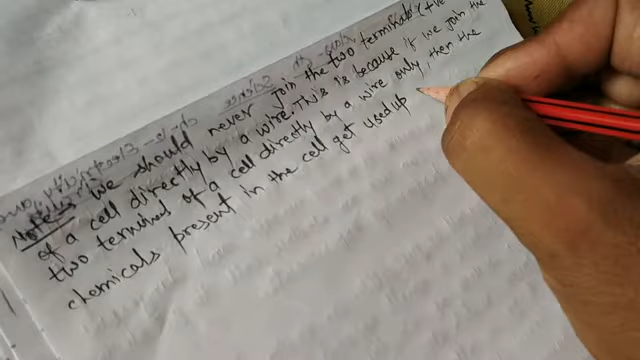 Note:- We should never join the two terminals (+ve
of a cell directly by a wire. This is because if we join the
two terminals of a cell directly by a wire only, then the
chemicals present in the cell get used up